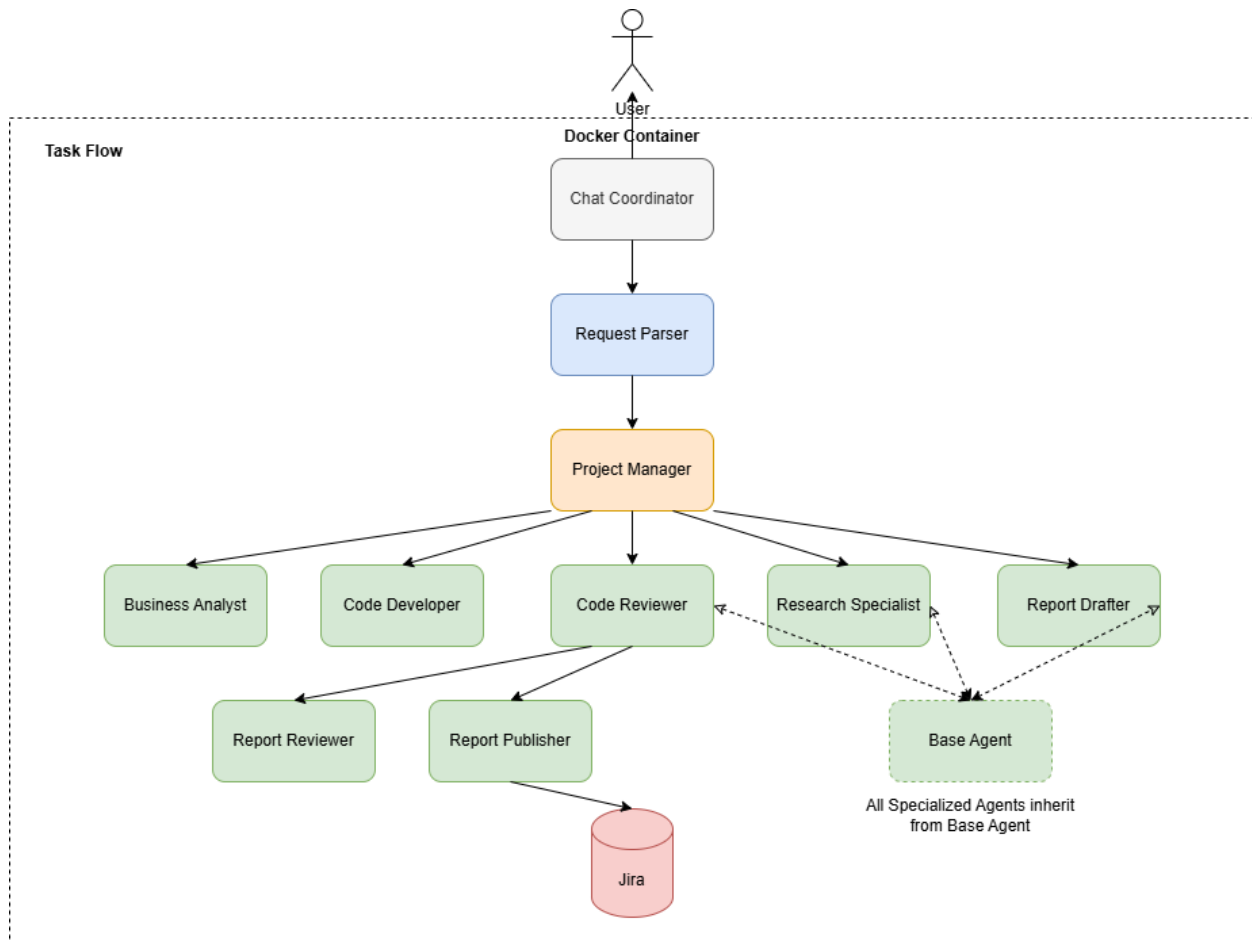 User
Docker Container
Task Flow
Chat Coordinator
Request Parser
Project Manager
Business Analyst
Code Developer
Code Reviewer
Research Specialist
Report Drafter
Report Reviewer
Report Publisher
Base Agent
All Specialized Agents inherit
from Base Agent
Jira